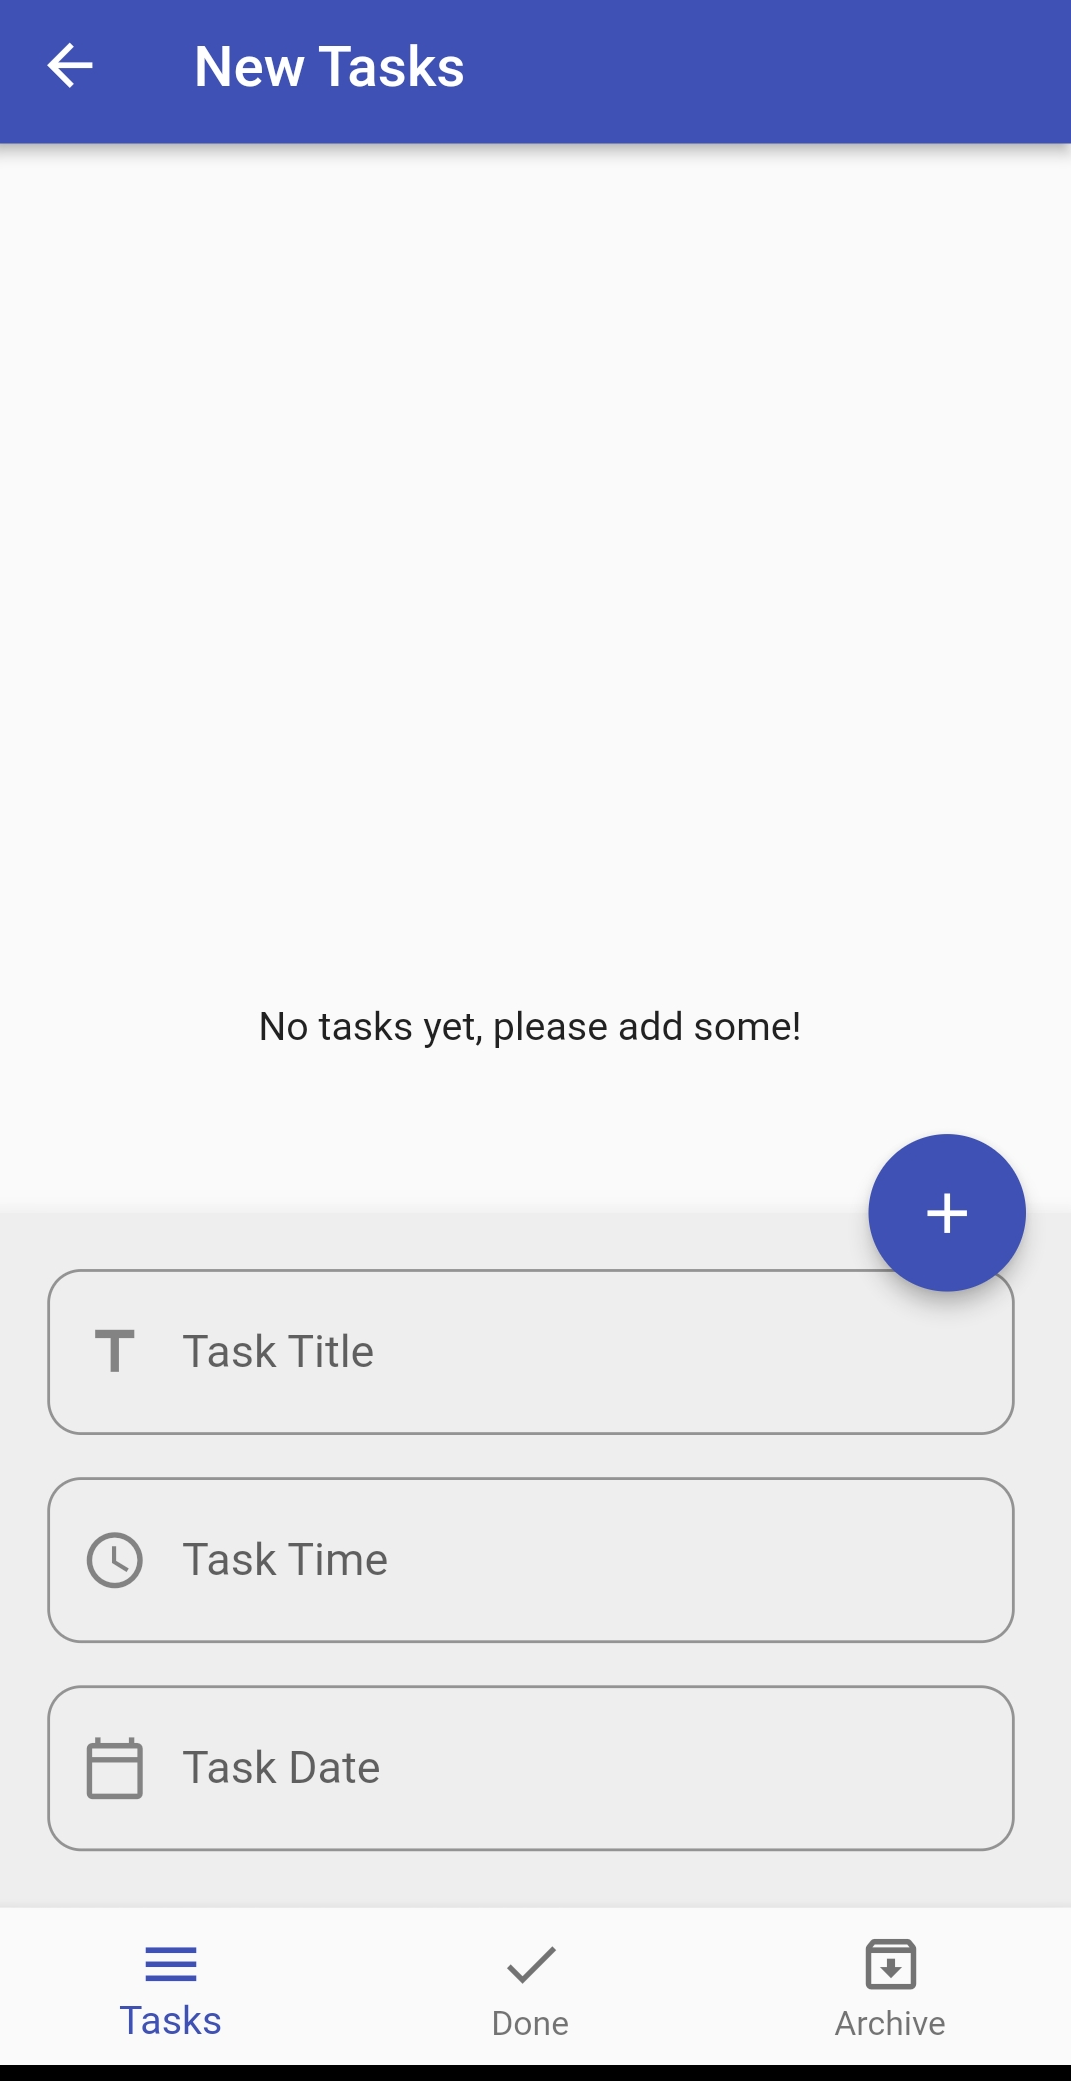 New Tasks
No tasks yet, please add some!
Task Title
Task Time
Task Date
Tasks
Done
Archive